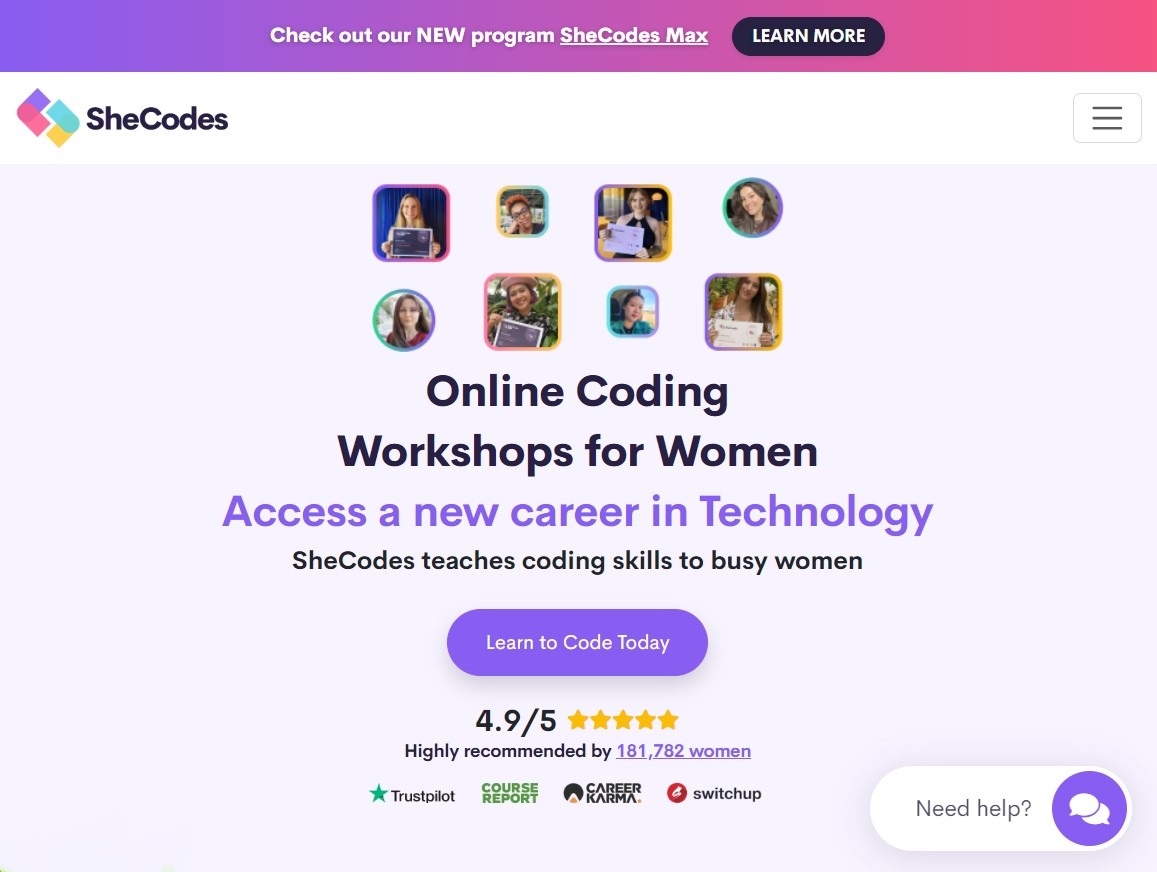 Check out our NEW program SheCodes Max LEARN MORE
SheCodes
Online Coding
Workshops for Women
Access a new career in Technology
SheCodes teaches coding skills to busy women
Learn to Code Today
4.9/5
Highly recommended by 181,782 women
Trustpilot COURSE REPORT CAREER KARMA. switchup
Need help?